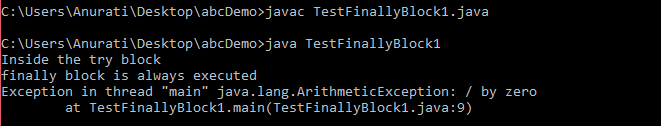 C:\Users\Anurati\Desktop\abcDemo>javac TestFinallyBlock1.java
C:\Users\Anurati\Desktop\abcDemo>java TestFinallyBlock1
Inside the try block
finally block is always executed
Exception in thread "main" java.lang.ArithmeticException: / by zero
        at TestFinallyBlock1.main(TestFinallyBlock1.java:9)